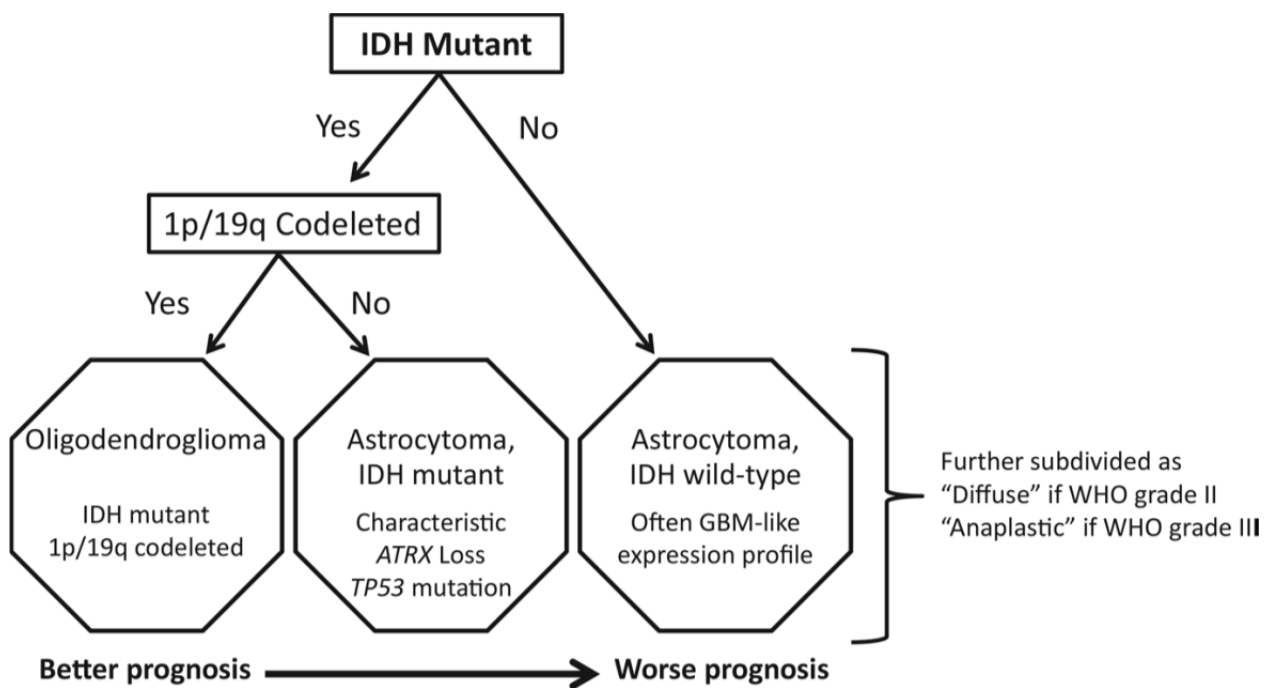 IDH Mutant
Yes
No
1p/19q Codeleted
Yes
No
Oligodendroglioma
IDH mutant
1p/19q codeleted
Astrocytoma,
IDH mutant
Characteristic
ATRX Loss
TP53 mutation
Astrocytoma,
IDH wild-type
Often GBM-like
expression profile
Further subdivided as
“Diffuse” if WHO grade II
“Anaplastic” if WHO grade III
Better prognosis
Worse prognosis